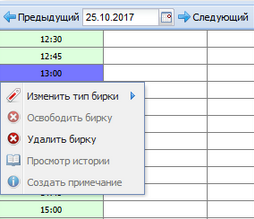 Предыдущий 25.10.2017 Следующий
12:30
12:45
13:00
Изменить тип бирки
Освободить бирку
Удалить бирку
Просмотр истории
Создать примечание
15:00